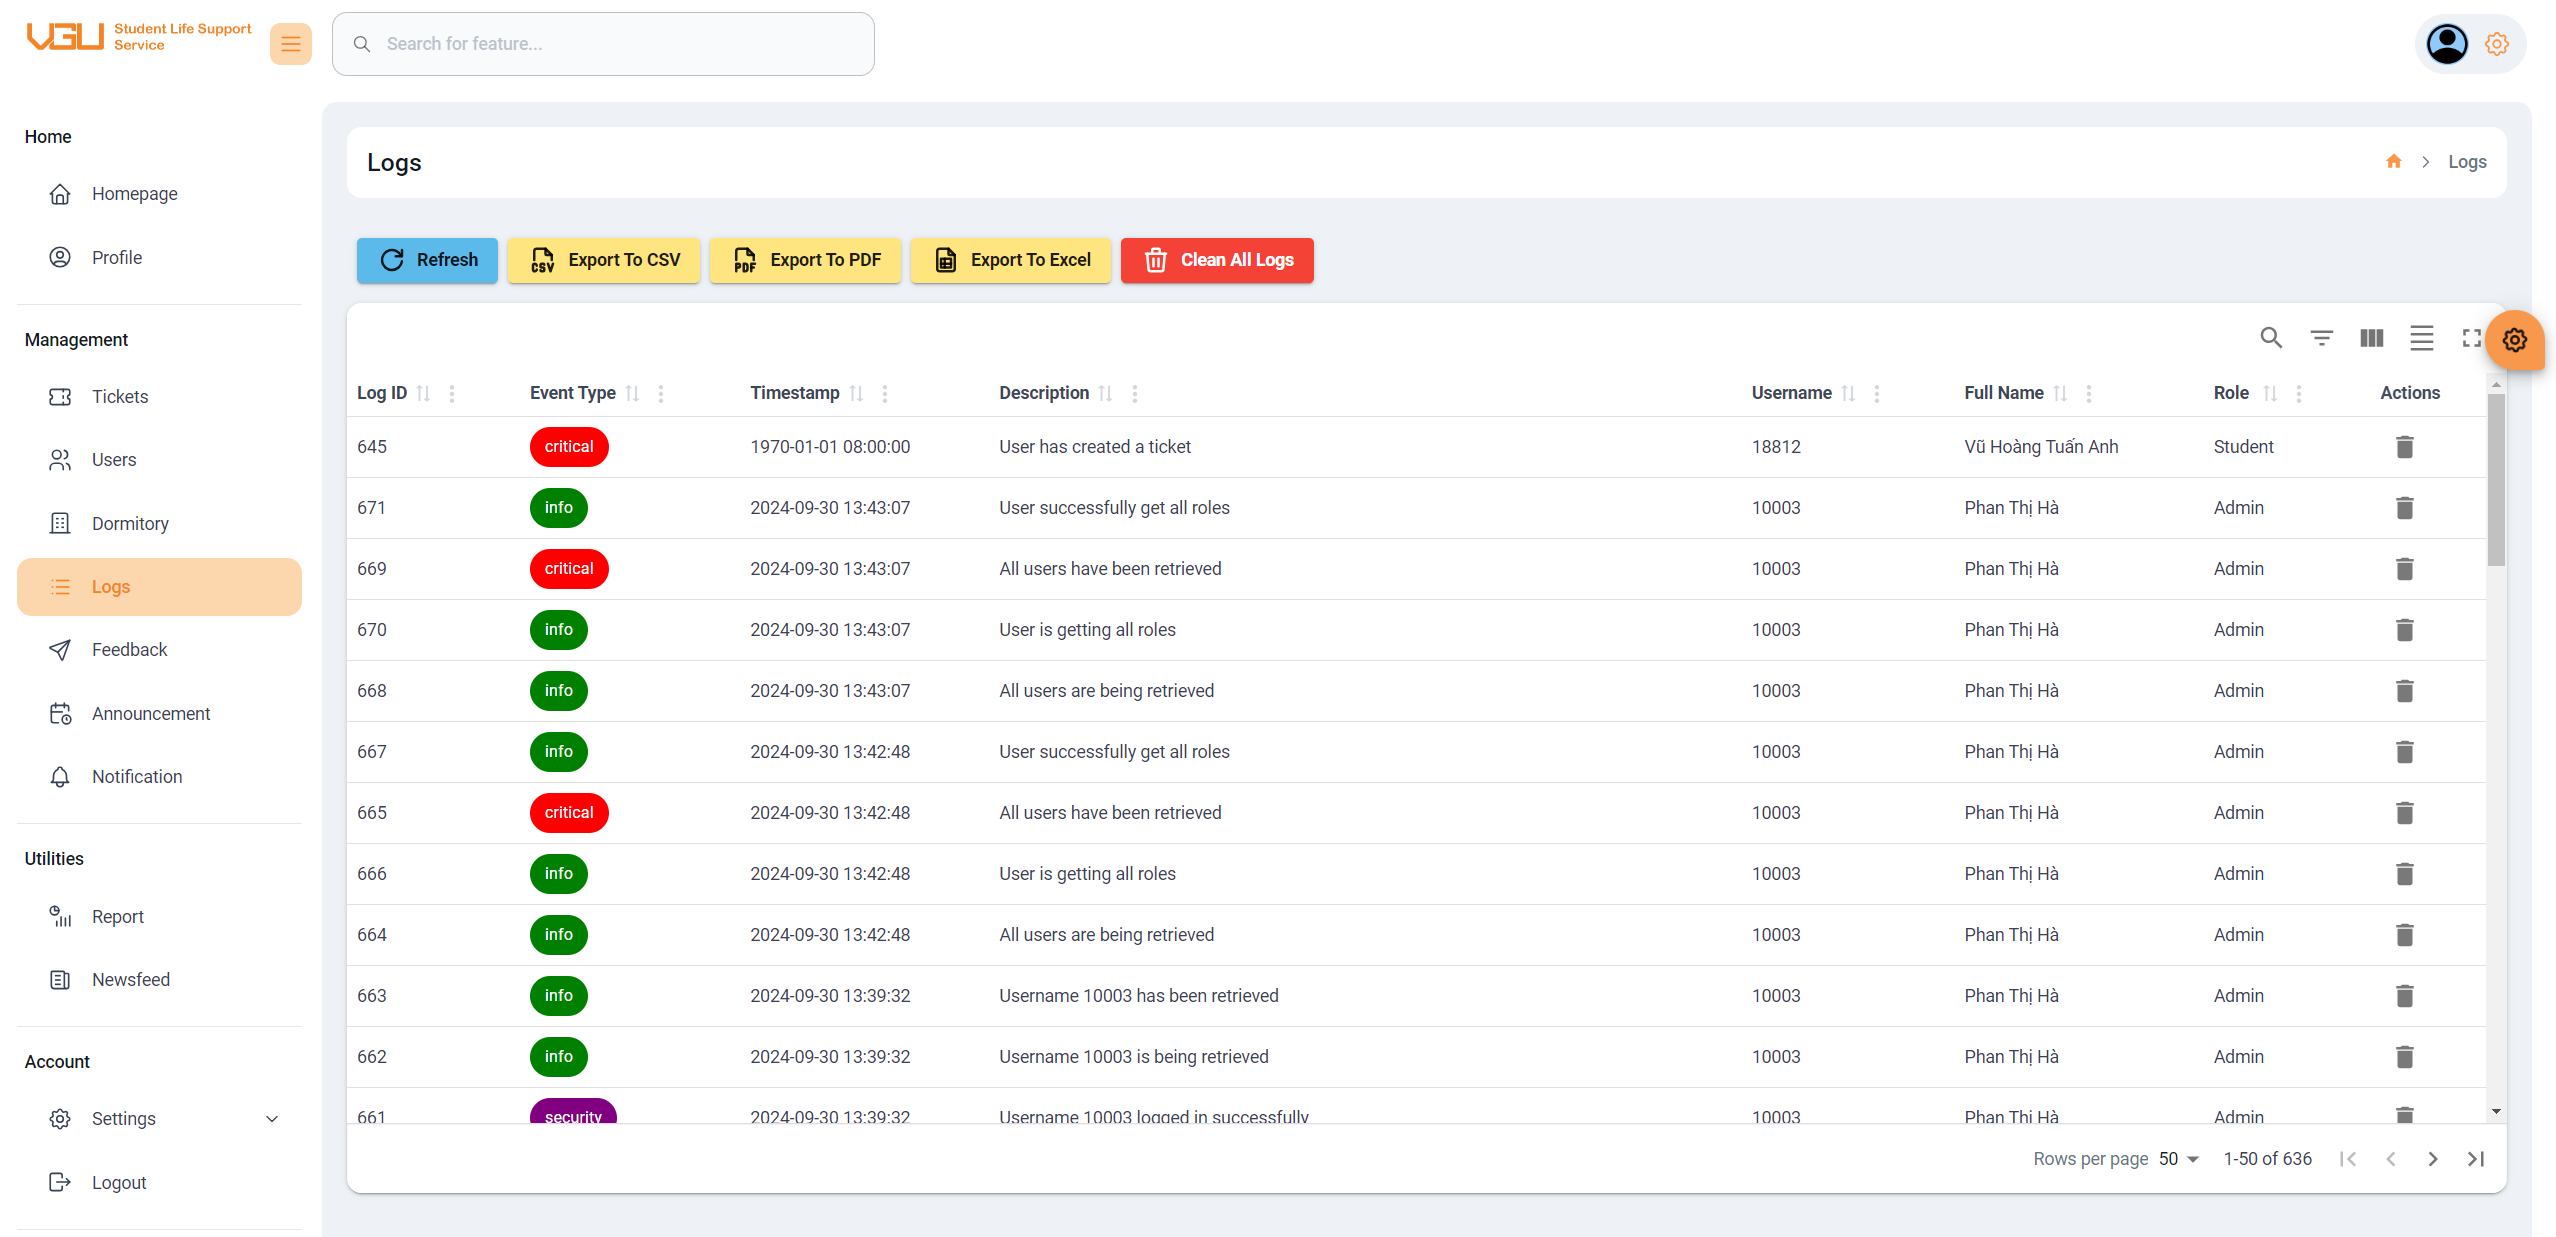 VGU Student Life Support
Service
Search for feature...
Home
Homepage
Profile
Management
Tickets
Users
Dormitory
Logs
Feedback
Announcement
Notification
Utilities
Report
Newsfeed
Account
Settings
Logout
Logs
Logs
Refresh
CSV Export To CSV
PDF Export To PDF
Export To Excel
Clean All Logs
Log ID Event Type Timestamp Description Username Full Name Role Actions
645 critical 1970-01-01 08:00:00 User has created a ticket 18812 Vũ Hoàng Tuấn Anh Student
671 info 2024-09-30 13:43:07 User successfully get all roles 10003 Phan Thị Hà Admin
669 critical 2024-09-30 13:43:07 All users have been retrieved 10003 Phan Thị Hà Admin
670 info 2024-09-30 13:43:07 User is getting all roles 10003 Phan Thị Hà Admin
668 info 2024-09-30 13:43:07 All users are being retrieved 10003 Phan Thị Hà Admin
667 info 2024-09-30 13:42:48 User successfully get all roles 10003 Phan Thị Hà Admin
665 critical 2024-09-30 13:42:48 All users have been retrieved 10003 Phan Thị Hà Admin
666 info 2024-09-30 13:42:48 User is getting all roles 10003 Phan Thị Hà Admin
664 info 2024-09-30 13:42:48 All users are being retrieved 10003 Phan Thị Hà Admin
663 info 2024-09-30 13:39:32 Username 10003 has been retrieved 10003 Phan Thị Hà Admin
662 info 2024-09-30 13:39:32 Username 10003 is being retrieved 10003 Phan Thị Hà Admin
661 security 2024-09-30 13:39:32 Username 10003 logged in successfully 10003 Phan Thị Hà Admin
Rows per page 50 1-50 of 636